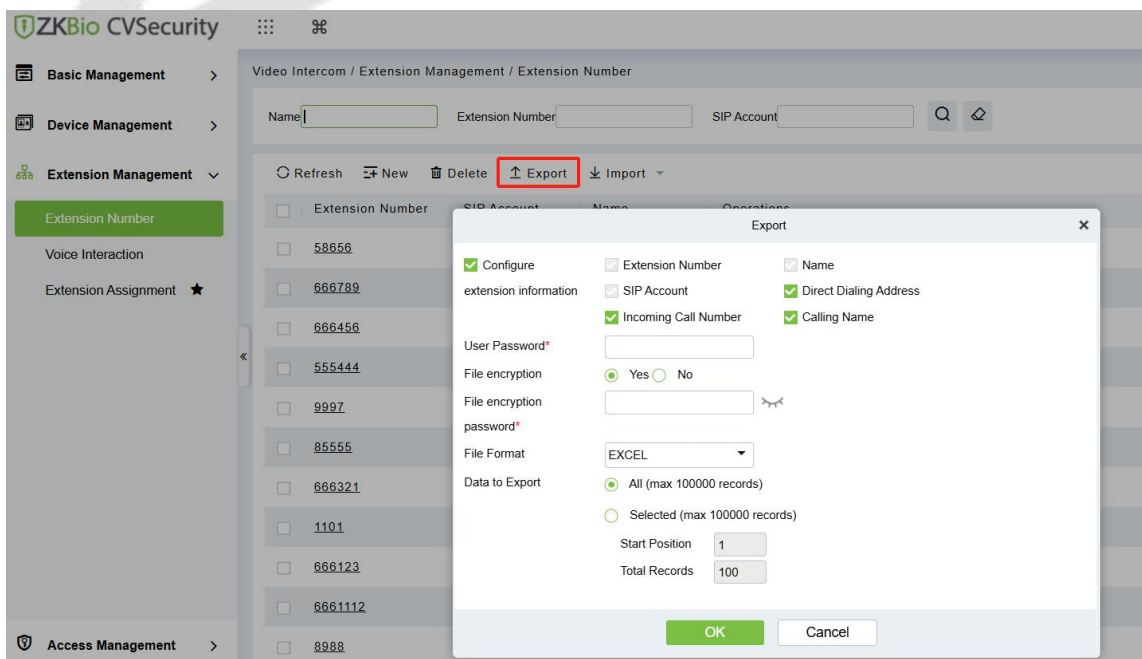 ZKBio CVSecurity
Basic Management
Device Management
Extension Management
Extension Number
Voice Interaction
Extension Assignment
Access Management
Video Intercom / Extension Management / Extension Number
Name Extension Number SIP Account
Refresh New Delete Export Import
Extension Number SIP Account Name Operations
58656
666789
666456
555444
9997
85555
666321
1101
666123
6661112
8988
Export
Configure extension information
Extension Number Name
SIP Account Direct Dialing Address
Incoming Call Number Calling Name
User Password*
File encryption Yes No
File encryption
password*
File Format EXCEL
Data to Export All (max 100000 records)
Selected (max 100000 records)
Start Position 1
Total Records 100
OK Cancel